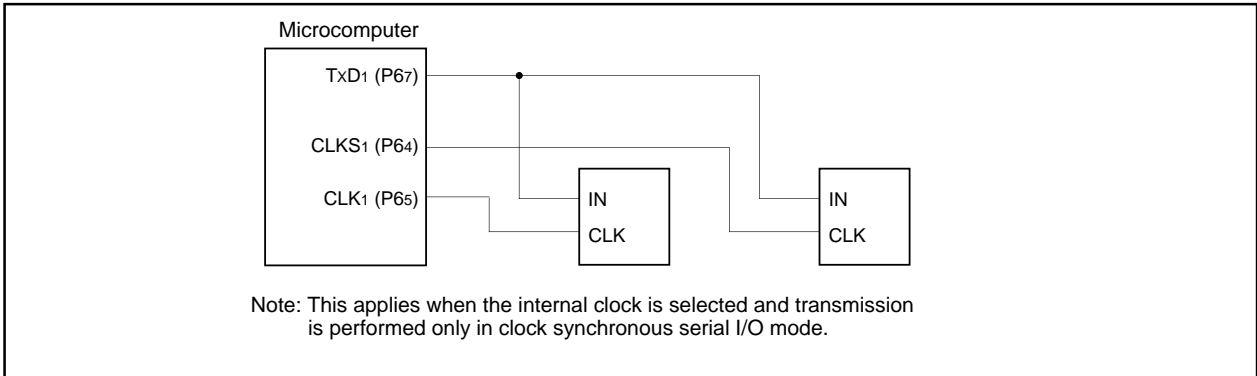 Microcomputer
TxD1 (P67)
CLKS1 (P64)
CLK1 (P65)
IN
CLK
IN
CLK
Note: This applies when the internal clock is selected and transmission
is performed only in clock synchronous serial I/O mode.